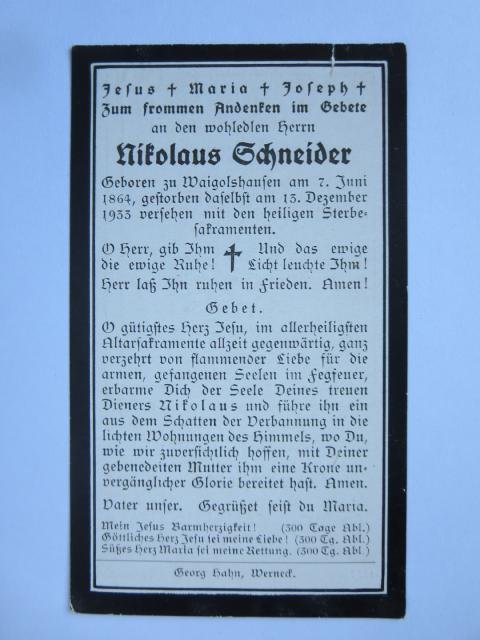 Jeſus † Maria † Joſeph †
Zum frommen Andenken im Gebete
an den wohledlen Herrn
Nikolaus Schneider
Geboren zu Waigolshauſen am 7. Juni
1864, geſtorben daſelbſt am 13. Dezember
1933 verſehen mit den heiligen Sterbe-
ſakramenten.
O Herr, gib Ihm † Und das ewige
die ewige Ruhe! Licht leuchte Ihm!
Herr laß Ihn ruhen in Frieden. Amen!
Gebet.
O gütigſtes Herz Jeſu, im allerheiligſten
Altarſakramente allzeit gegenwärtig, ganz
verzehrt von flammender Liebe für die
armen, gefangenen Seelen im Fegfeuer,
erbarme Dich der Seele Deines treuen
Dieners Nikolaus und führe ihn ein
aus dem Schatten der Verbannung in die
lichten Wohnungen des Himmels, wo Du,
wie wir zuverſichtlich hoffen, mit Deiner
gebenedeiten Mutter ihm eine Krone un-
vergänglicher Glorie bereitet haſt. Amen.
Vater unſer. Gegrüßet ſeiſt du Maria.
Mein Jeſus Barmherzigkeit! (300 Tage Abl.)
Göttliches Herz Jeſu ſei meine Liebe! (300 Tg. Abl.)
Süßes Herz Maria ſei meine Rettung. (300 Tg. Abl.)
Georg Hahn, Werneck.